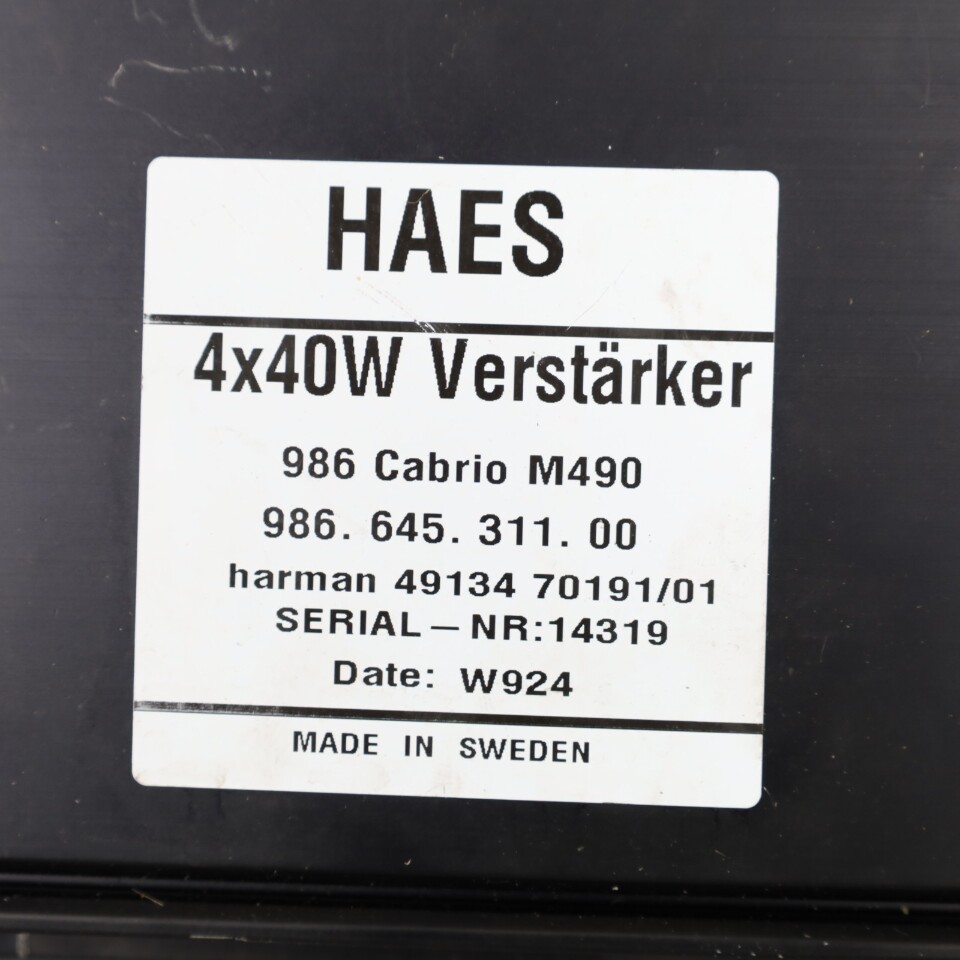 HAES
4x40W Verstärker
986 Cabrio M490
986. 645. 311. 00
harman 49134 70191/01
SERIAL-NR:14319
Date: W924
MADE IN SWEDEN